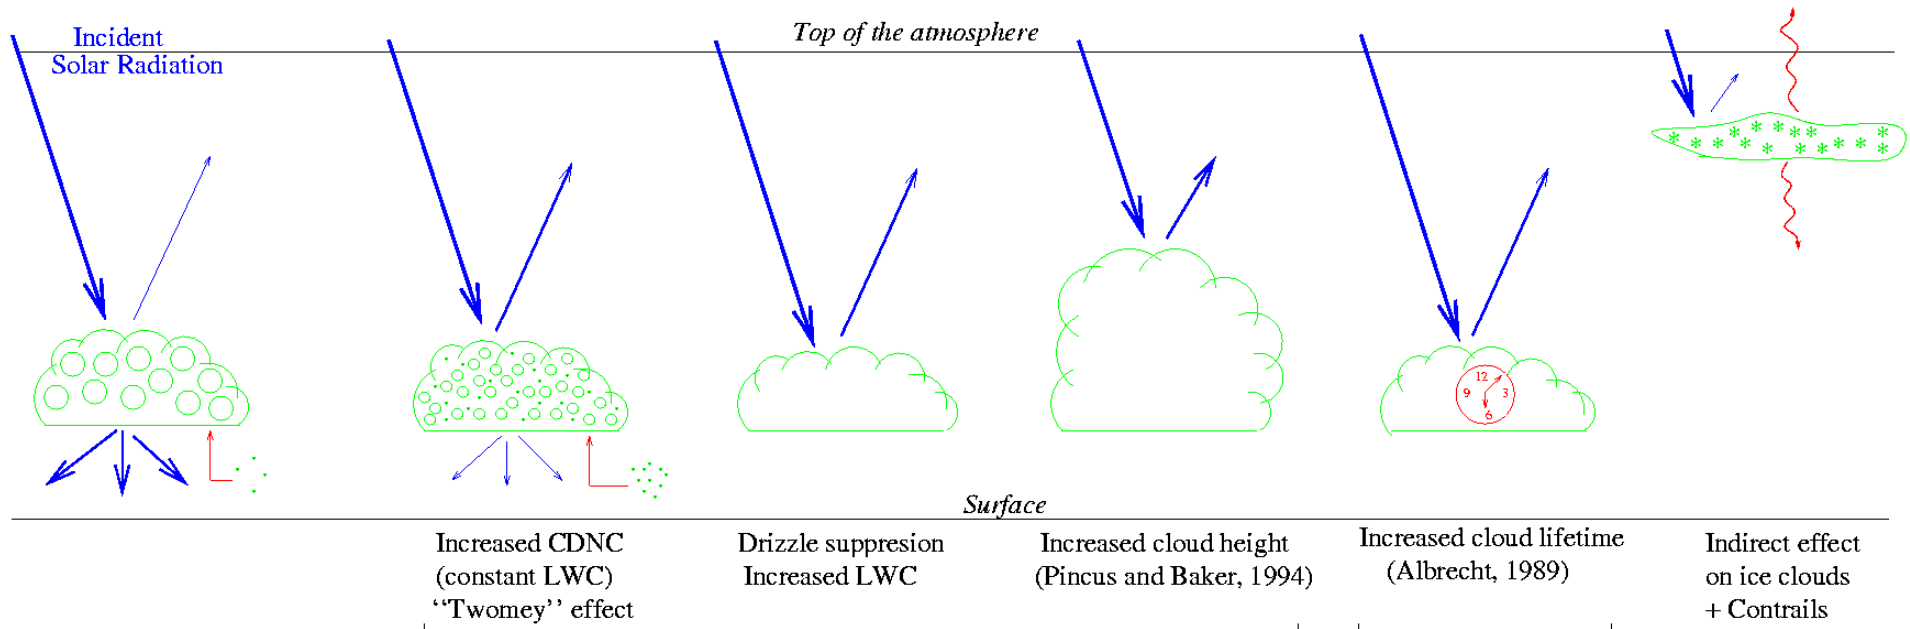 Incident
Solar Radiation
Top of the atmosphere
12
9
3
6
Surface
Increased CDNC
(constant LWC)
‘‘Twomey’’ effect
Drizzle suppresion
Increased LWC
Increased cloud height
(Pincus and Baker, 1994)
Increased cloud lifetime
(Albrecht, 1989)
Indirect effect
on ice clouds
+ Contrails